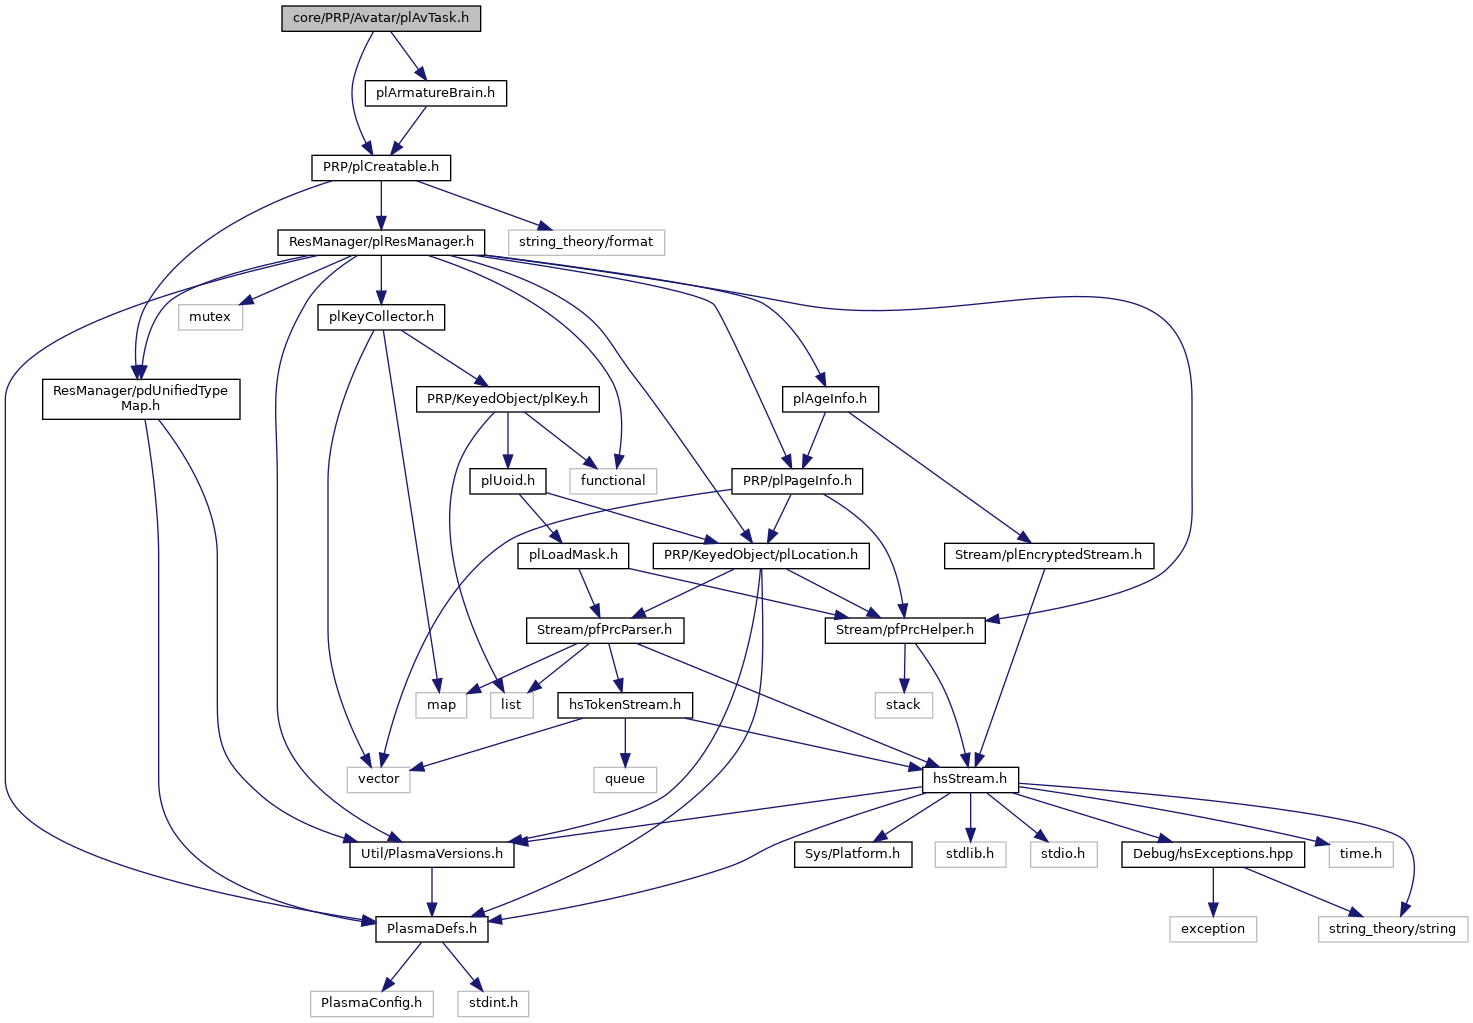 core/PRP/Avatar/plAvTask.h
plArmatureBrain.h
PRP/plCreatable.h
ResManager/plResManager.h
string_theory/format
mutex
plKeyCollector.h
ResManager/pdUnifiedType
Map.h
PRP/KeyedObject/plKey.h
plAgeInfo.h
plUoid.h
functional
PRP/plPageInfo.h
plLoadMask.h
PRP/KeyedObject/plLocation.h
Stream/plEncryptedStream.h
Stream/pfPrcParser.h
Stream/pfPrcHelper.h
map
list
hsTokenStream.h
stack
vector
queue
hsStream.h
Util/PlasmaVersions.h
Sys/Platform.h
stdlib.h
stdio.h
Debug/hsExceptions.hpp
time.h
PlasmaDefs.h
exception
string_theory/string
PlasmaConfig.h
stdint.h